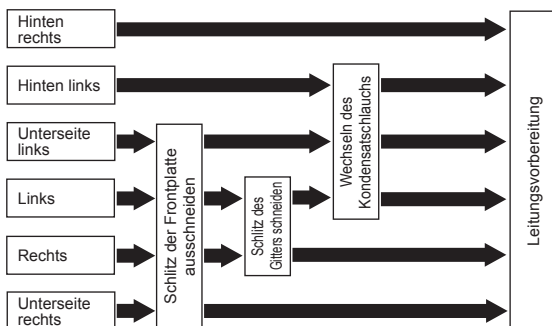 Hinten
rechts
Hinten links
Unterseite
links
Links
Rechts
Unterseite
rechts
Schlitz der Frontplatte
ausschneiden
Schlitz des
Gitters schneiden
Wechseln des
Kondensatschlauchs
Leitungsvorbereitung